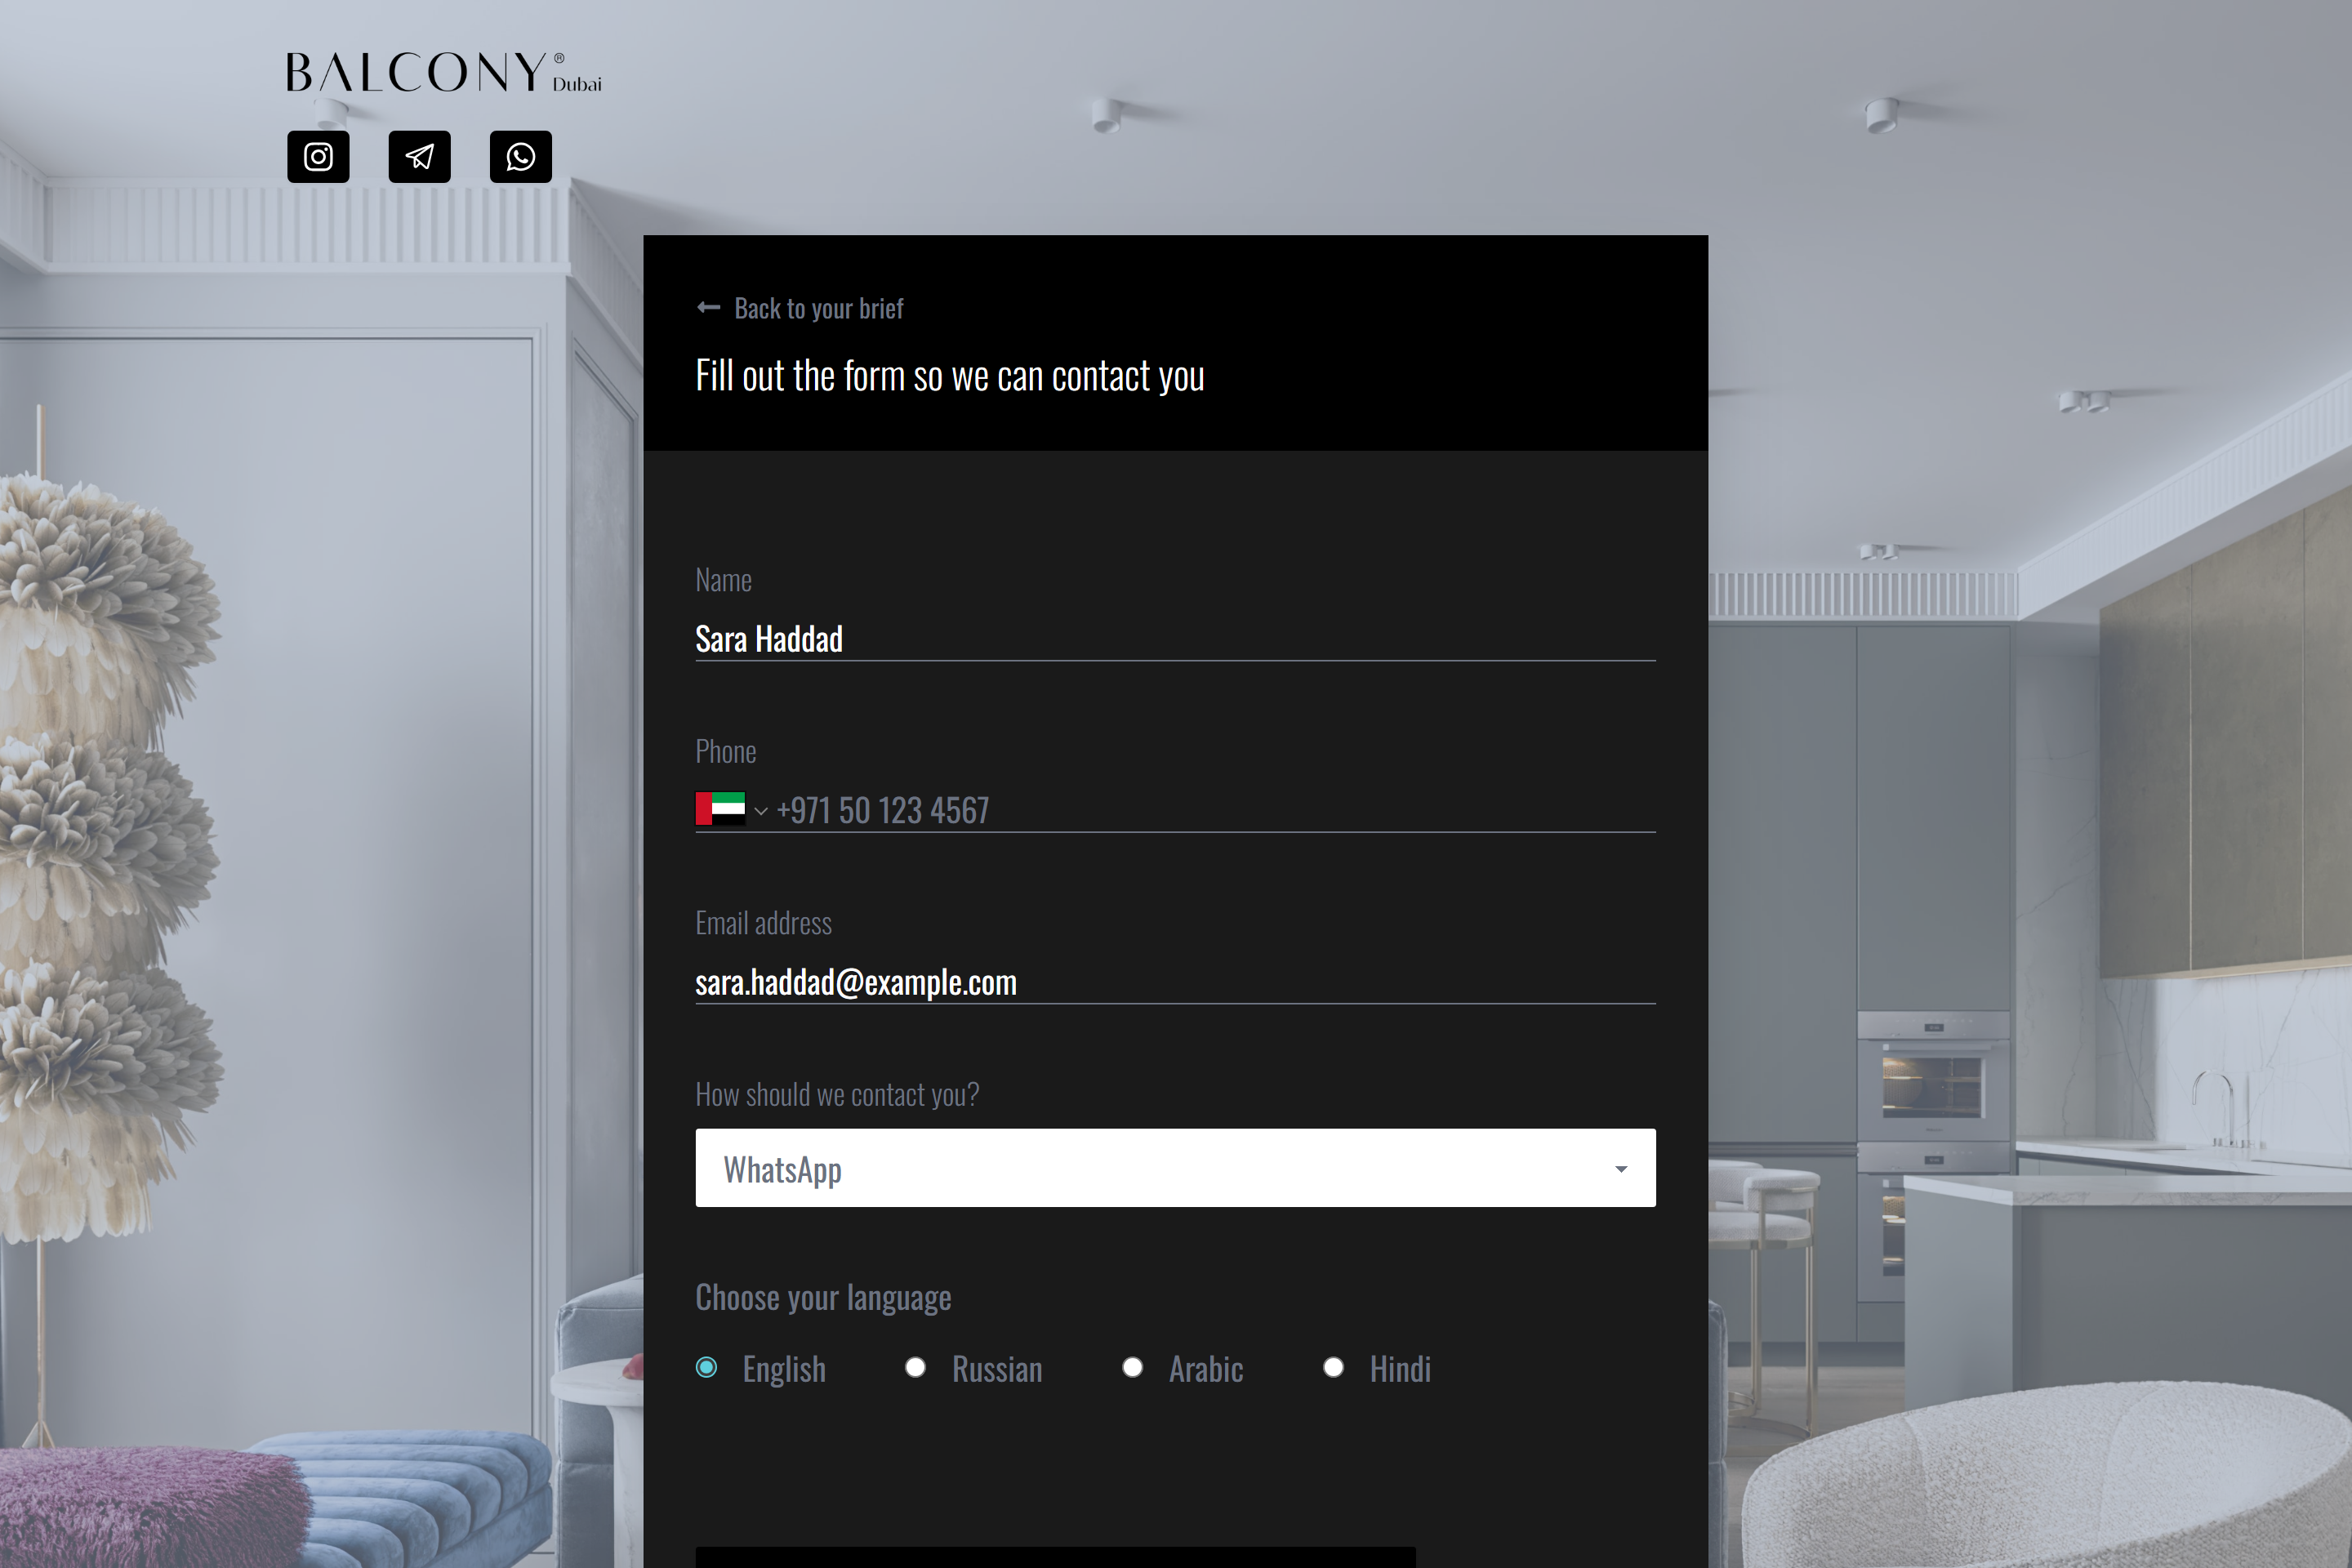 BALCONY®
Dubai
Back to your brief
Fill out the form so we can contact you
Name
Sara Haddad
Phone
+971 50 123 4567
Email address
sara.haddad@example.com
How should we contact you?
WhatsApp
Choose your language
English Russian Arabic Hindi